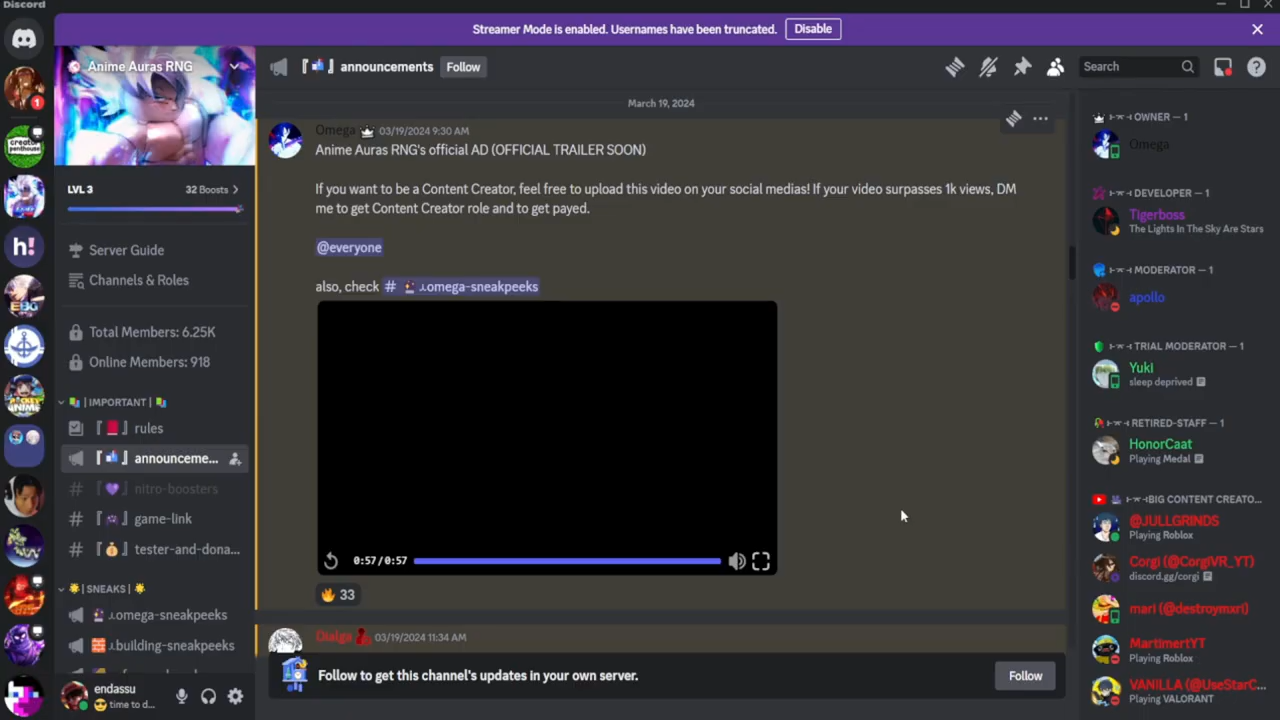 Discord
Streamer Mode is enabled. Usernames have been truncated.
Disable
Anime Auras RNG
LVL 3
32 Boosts
Server Guide
Channels & Roles
Total Members: 6.25K
Online Members: 918
| IMPORTANT |
rules
announceme...
nitro-boosters
game-link
tester-and-dona...
| SNEAKS |
.omega-sneakpeeks
.building-sneakpeeks
endassu
time to d...
announcements
Follow
Search
March 19, 2024
Omega 03/19/2024 9:30 AM
Anime Auras RNG's official AD (OFFICIAL TRAILER SOON)
If you want to be a Content Creator, feel free to upload this video on your social medias! If your video surpasses 1k views, DM
me to get Content Creator role and to get payed.
@everyone
also, check # .omega-sneakpeeks
0:57/0:57
33
Dialga 03/19/2024 11:34 AM
Follow to get this channel's updates in your own server.
Follow
OWNER — 1
Omega
DEVELOPER — 1
Tigerboss
The Lights In The Sky Are Stars
MODERATOR — 1
apollo
TRIAL MODERATOR — 1
Yuki
sleep deprived
RETIRED-STAFF — 1
HonorCaat
Playing Medal
BIG CONTENT CREATO...
@JULLGRINDS
Playing Roblox
Corgi (@CorgiVR_YT)
discord.gg/corgi
mari (@destroymxri)
MartimertYT
Playing Roblox
VANILLA (@UseStarC...
Playing VALORANT